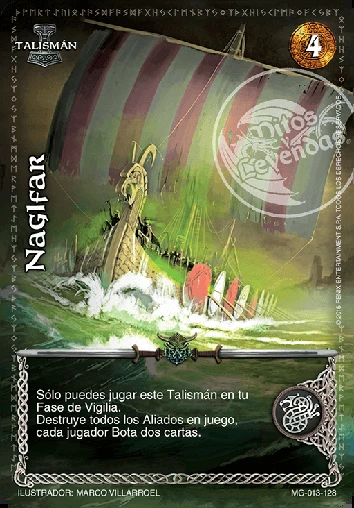 TALISMÁN
4
Mitos y
Leyendas
Naglfar
Sólo puedes jugar este Talismán en tu
Fase de Vigilia.
Destruye todos los Aliados en juego,
cada jugador Bota dos cartas.
ILUSTRADOR: MARCO VILLARROEL
MG-013-128